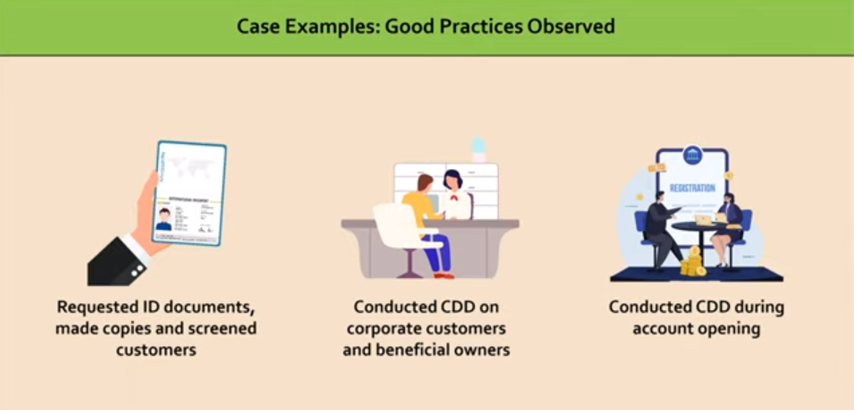 Case Examples: Good Practices Observed
REGISTRATION
Requested ID documents,
made copies and screened
customers
Conducted CDD on
corporate customers
and beneficial owners
Conducted CDD during
account opening